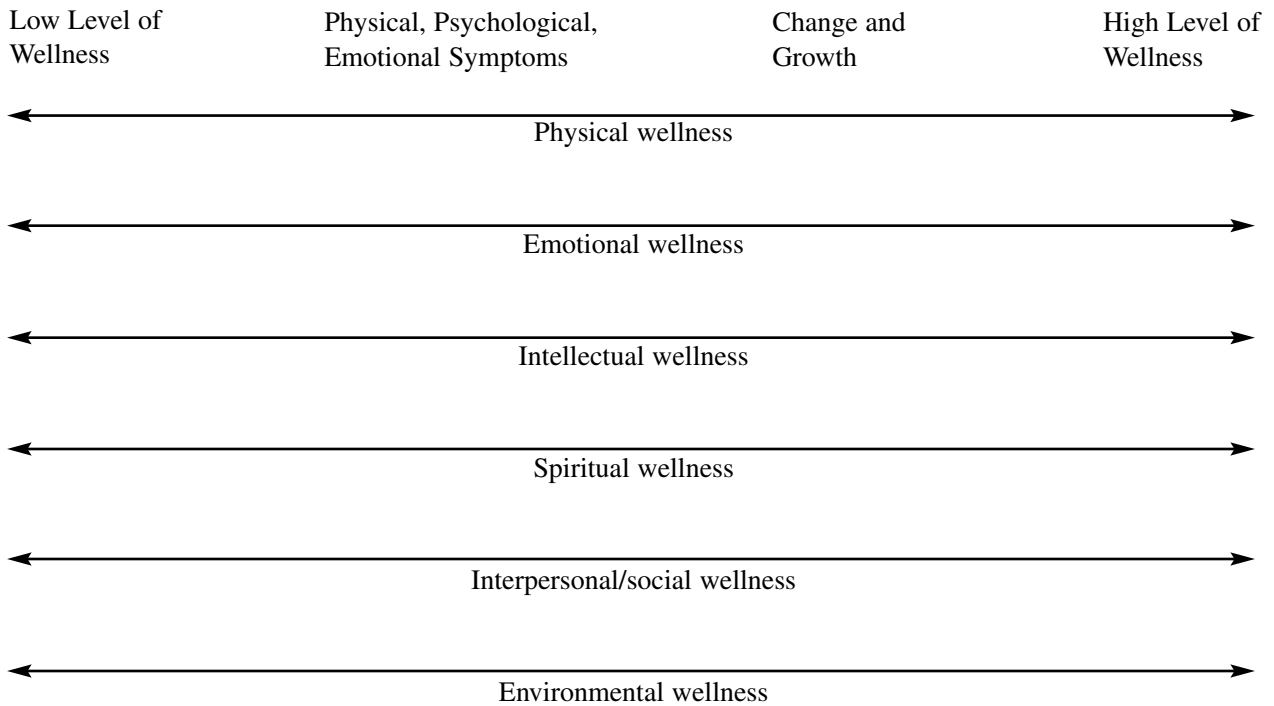 Low Level of
Wellness
Physical, Psychological,
Emotional Symptoms
Change and
Growth
High Level of
Wellness
Physical wellness
Emotional wellness
Intellectual wellness
Spiritual wellness
Interpersonal/social wellness
Environmental wellness